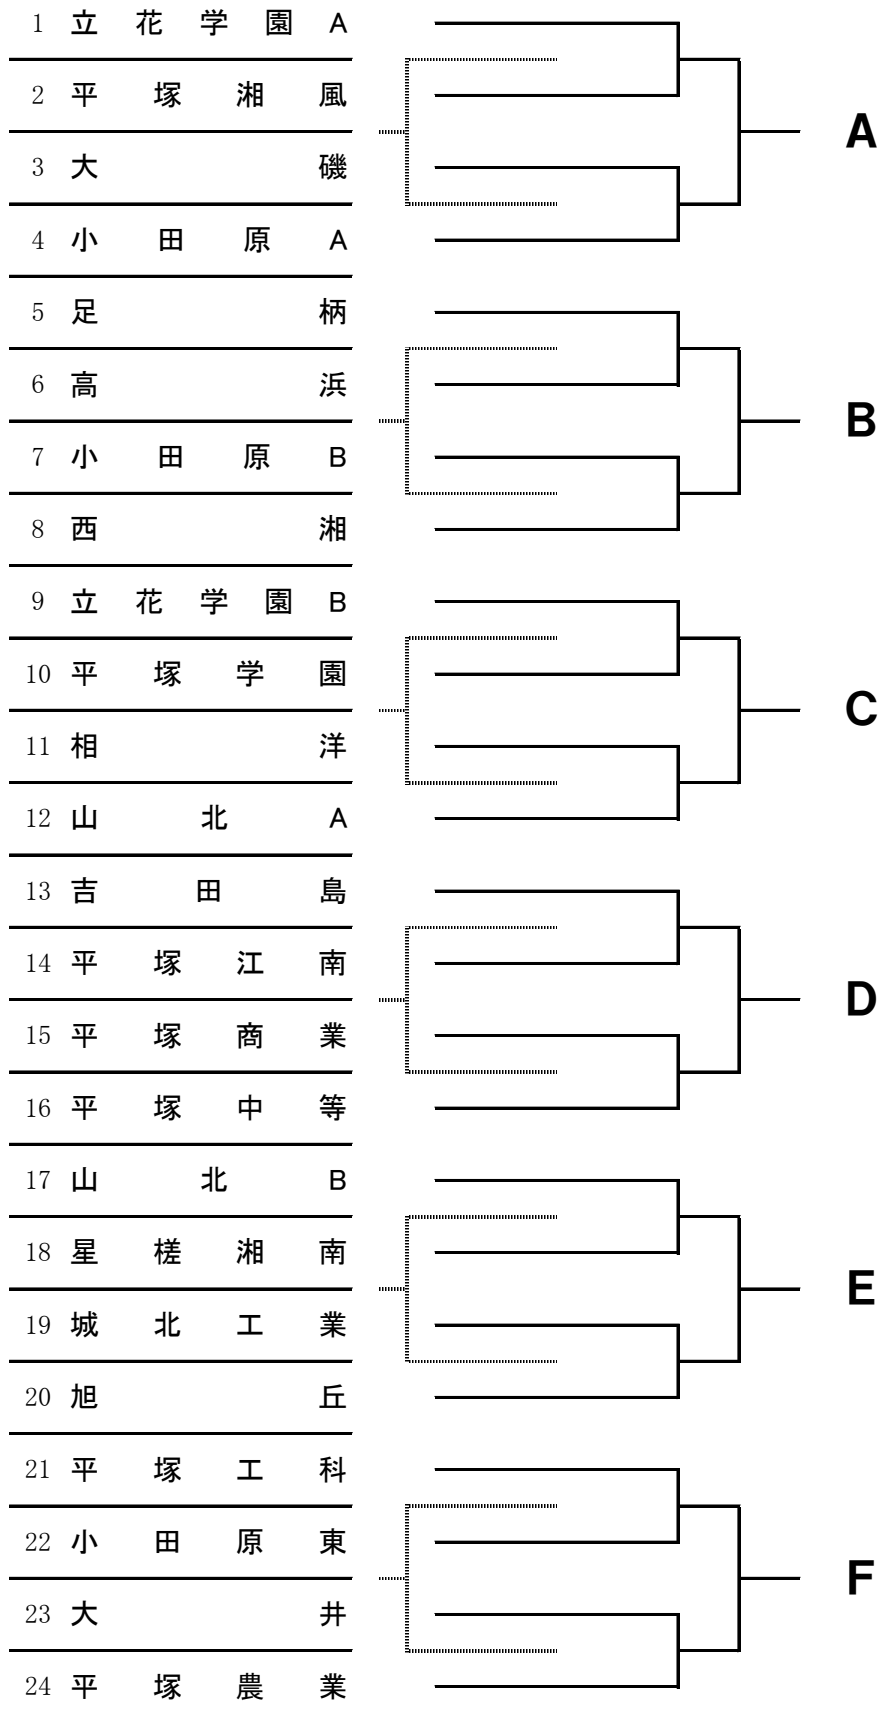 1 立花学園A
2 平塚湘風
A
3 大磯
4 小田原A
5 足柄
6 高浜
B
7 小田原B
8 西湘
9 立花学園B
10 平塚学園
C
11 相洋
12 山北A
13 吉田島
14 平塚江南
D
15 平塚商業
16 平塚中等
17 山北B
18 星槎湘南
E
19 城北工業
20 旭丘
21 平塚工科
22 小田原東
F
23 大井
24 平塚農業